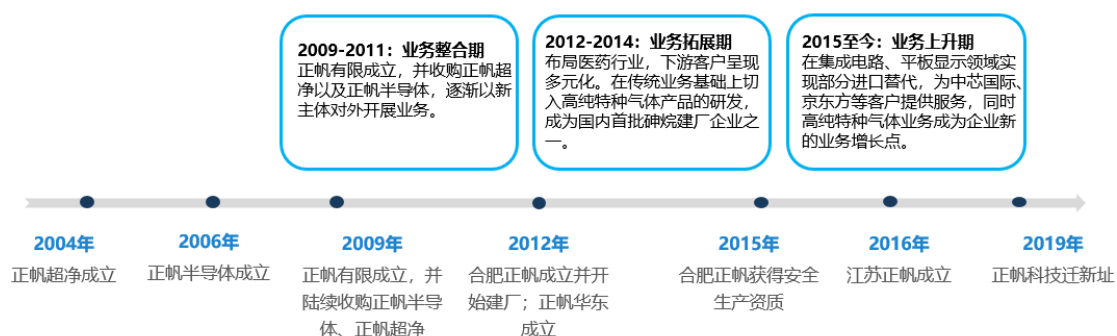 2009-2011：业务整合期
正帆有限成立，并收购正帆超
净以及正帆半导体，逐渐以新
主体对外开展业务。
2012-2014：业务拓展期
布局医药行业，下游客户呈现
多元化。在传统业务基础上切
入高纯特种气体产品的研发，
成为国内首批砷烷建厂企业之
一。
2015至今：业务上升期
在集成电路、平板显示领域实
现部分进口替代，为中芯国际、
京东方等客户提供服务，同时
高纯特种气体业务成为企业新
的业务增长点。
2004年
正帆超净成立
2006年
正帆半导体成立
2009年
正帆有限成立，并
陆续收购正帆半导
体、正帆超净
2012年
合肥正帆成立并开
始建厂；正帆华东
成立
2015年
合肥正帆获得安全
生产资质
2016年
江苏正帆成立
2019年
正帆科技迁新址